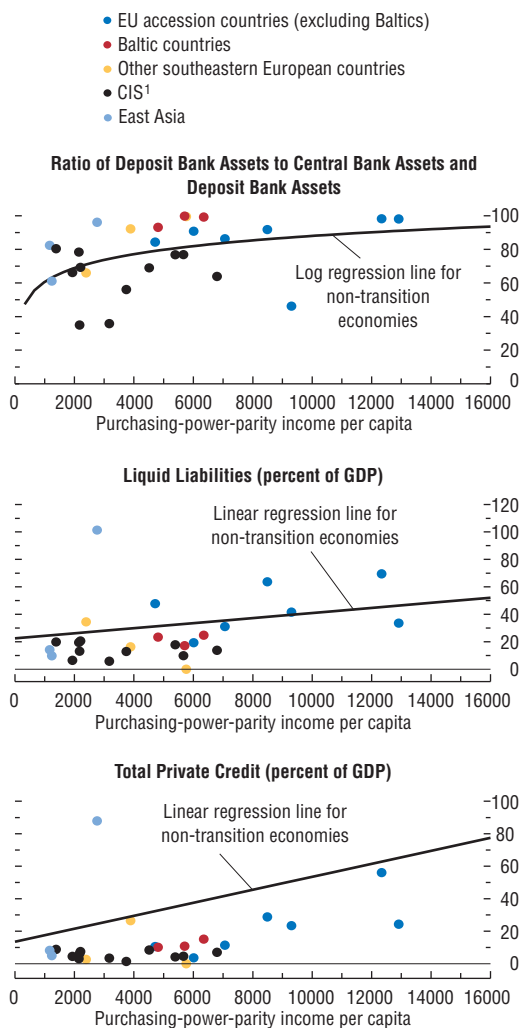 EU accession countries (excluding Baltics)
Baltic countries
Other southeastern European countries
CIS1
East Asia
Ratio of Deposit Bank Assets to Central Bank Assets and
Deposit Bank Assets
100
80
60
40
20
0
Log regression line for
non-transition
economies
0 2000 4000 6000 8000 10000 12000 14000 16000
Purchasing-power-parity income per capita
Liquid Liabilities (percent of GDP)
120
100
80
60
40
20
0
Linear regression line for
non-transition economies
0 2000 4000 6000 8000 10000 12000 14000 16000
Purchasing-power-parity income per capita
Total Private Credit (percent of GDP)
100
80
60
40
20
0
Linear regression line for
non-transition economies
0 2000 4000 6000 8000 10000 12000 14000 16000
Purchasing-power-parity income per capita